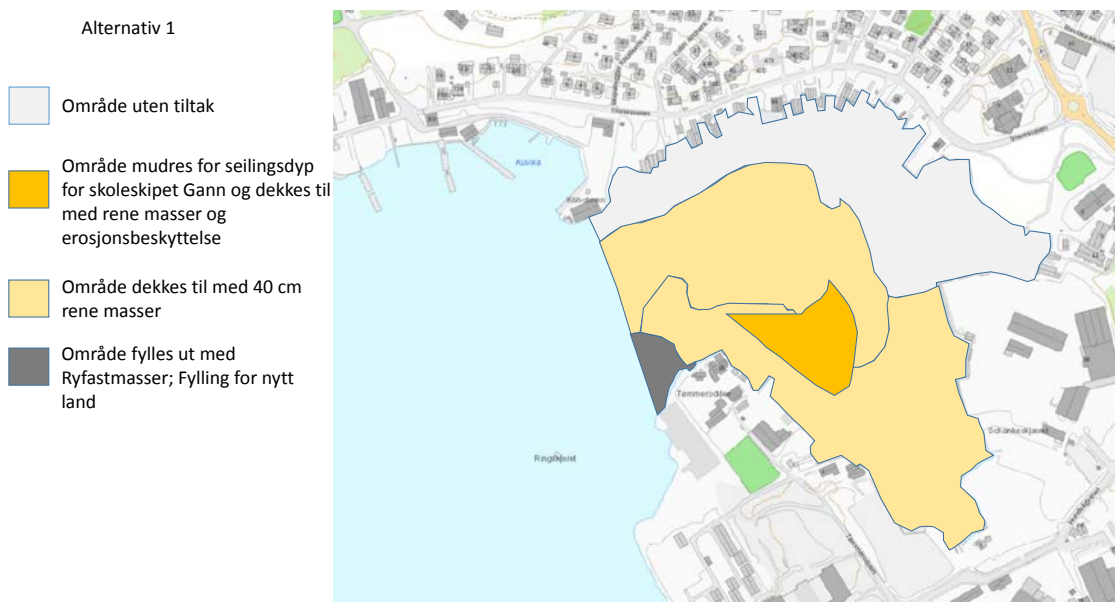 Alternativ 1
Område uten tiltak
Område mudres for seilingsdyp
for skoleskipet Gann og dekkes til
med rene masser og
erosjonsbeskyttelse
Område dekkes til med 40 cm
rene masser
Område fylles ut med
Ryfastmasser; Fylling for nytt
land
Kuvika
Tømmerodden